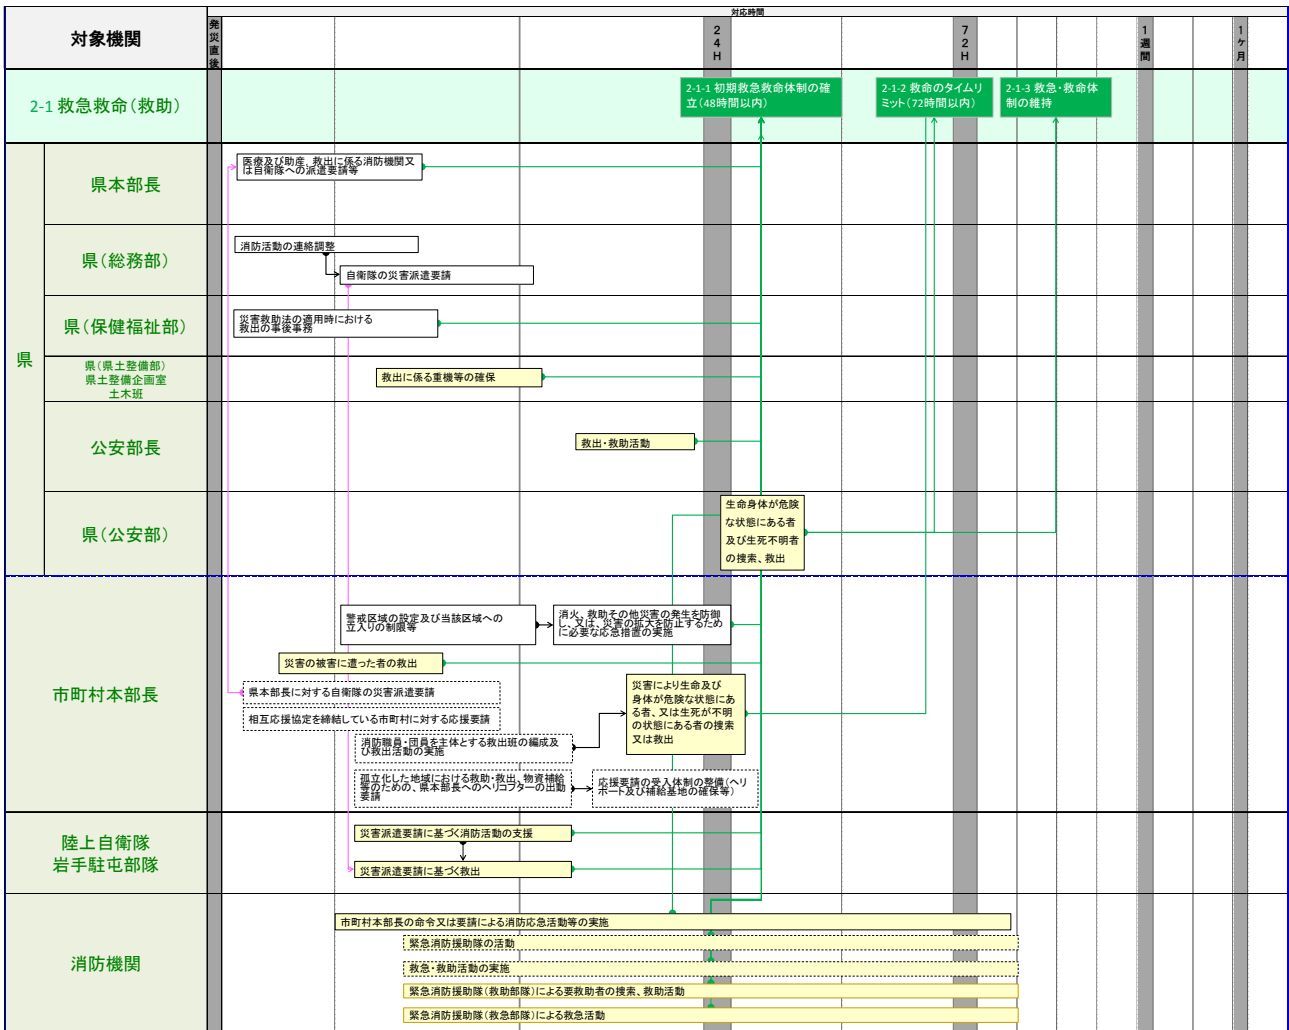 対応時間
対象機関
発災直後
24H
72H
1週間
1ケ月
2-1 救急救命（救助）
2-1-1 初期救急救命体制の確
立（48時間以内）
2-1-2 救命のタイムリ
ミット（72時間以内）
2-1-3 救急・救命体
制の維持
県
県本部長
医療及び助産、救出に係る消防機関又
は自衛隊への派遣要請等
県（総務部）
消防活動の連絡調整
自衛隊の災害派遣要請
県（保健福祉部）
災害救助法の適用時における
救出の事後事務
県（県土整備部）
県土整備企画室
土木班
救出に係る重機等の確保
公安部長
救出・救助活動
県（公安部）
生命身体が危険
な状態にある者
及び生死不明者
の捜索、救出
市町村本部長
警戒区域の設定及び当該区域への
立入りの制限等
消火、救助その他災害の発生を防御
し、又は、災害の拡大を防止するため
に必要な応急措置の実施
災害の被害に遭った者の救出
県本部長に対する自衛隊の災害派遣要請
相互応援協定を締結している市町村に対する応援要請
災害により生命及び
身体が危険な状態にあ
る者、又は生死が不明
の状態にある者の捜索
又は救出
消防職員・団員を主体とする救出班の編成及
び救出活動の実施
孤立化した地域における救助・救出、物資補給
等のための、県本部長へのヘリコプターの出動
要請
応援要請の受入体制の整備（ヘリ
ポート及び補給基地の確保等）
陸上自衛隊
岩手駐屯部隊
災害派遣要請に基づく消防活動の支援
災害派遣要請に基づく救出
消防機関
市町村本部長の命令又は要請による消防応急活動等の実施
緊急消防援助隊の活動
救急・救助活動の実施
緊急消防援助隊（救助部隊）による要救助者の捜索、救助活動
緊急消防援助隊（救急部隊）による救急活動